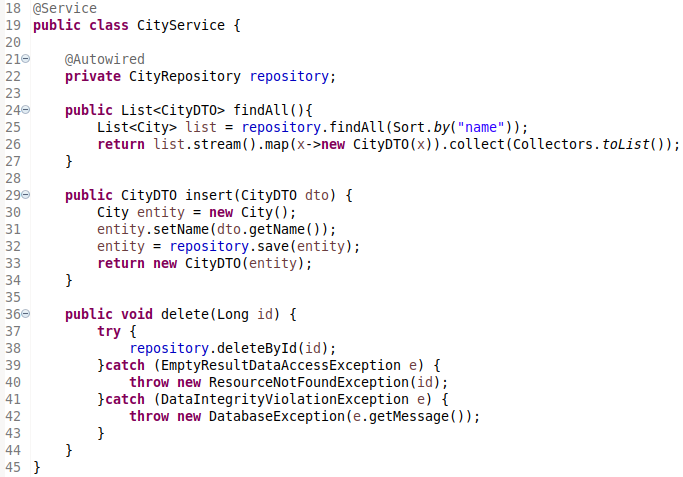 18 @Service
19 public class CityService {
20
21 @Autowired
22 private CityRepository repository;
23
24 public List<CityDTO> findAll(){
25 List<City> list = repository.findAll(Sort.by("name"));
26 return list.stream().map(x->new CityDTO(x)).collect(Collectors.toList());
27 }
28
29 public CityDTO insert(CityDTO dto) {
30 City entity = new City();
31 entity.setName(dto.getName());
32 entity = repository.save(entity);
33 return new CityDTO(entity);
34 }
35
36 public void delete(Long id) {
37 try {
38 repository.deleteById(id);
39 }catch (EmptyResultDataAccessException e) {
40 throw new ResourceNotFoundException(id);
41 }catch (DataIntegrityViolationException e) {
42 throw new DatabaseException(e.getMessage());
43 }
44 }
45 }